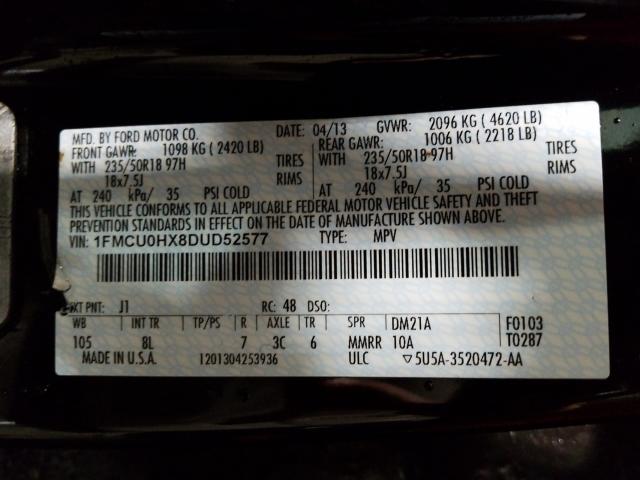 MFD. BY FORD MOTOR CO.
DATE: 04/13 GVWR: 2096 KG ( 4620 LB)
FRONT GAWR: 1098 KG ( 2420 LB)
REAR GAWR: 1006 KG ( 2218 LB)
WITH 235/50R18 97H TIRES
WITH 235/50R18 97H TIRES
18x7.5J RIMS
18x7.5J RIMS
AT 240 kPa/ 35 PSI COLD
AT 240 kPa/ 35 PSI COLD
THIS VEHICLE CONFORMS TO ALL APPLICABLE FEDERAL MOTOR VEHICLE SAFETY AND THEFT
PREVENTION STANDARDS IN EFFECT ON THE DATE OF MANUFACTURE SHOWN ABOVE.
VIN: 1FMCU0HX8DUD52577 TYPE: MPV
EXT PNT: J1 RC: 48 DSO:
WB INT TR TP/PS R AXLE TR SPR DM21A F0103
105 8L 7 3C 6 MMRR 10A T0287
MADE IN U.S.A. 1201304253936 ULC ▽5U5A-3520472-AA